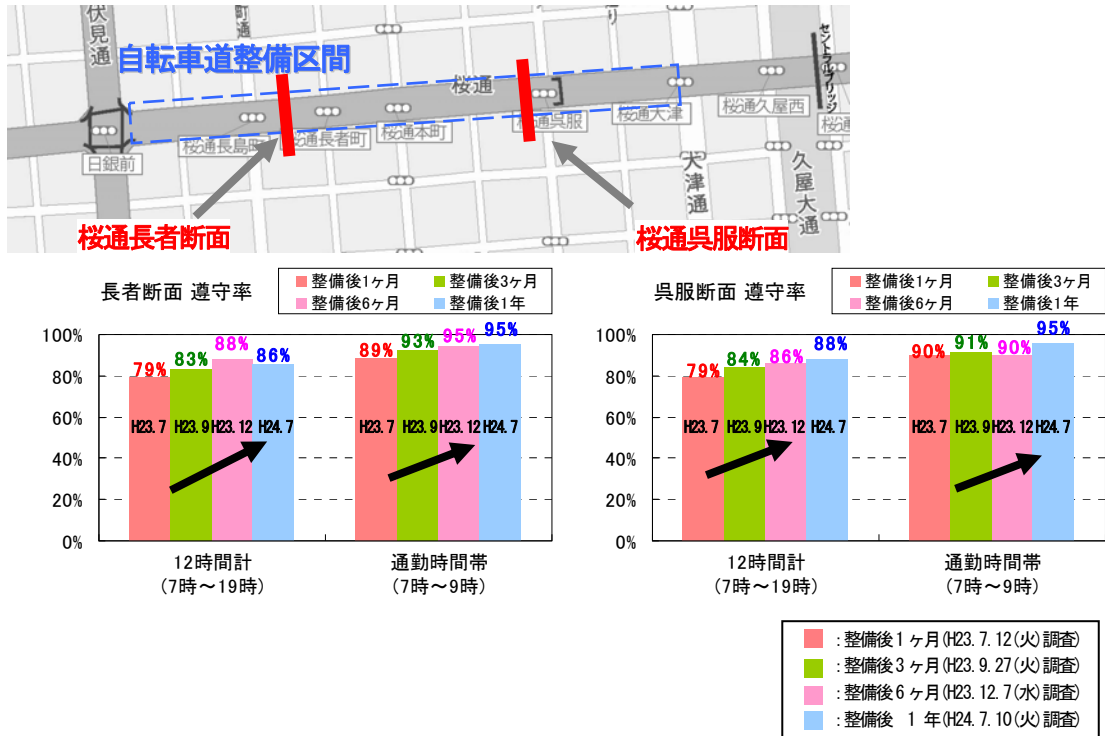 伏見通
町通
自転車道整備区間
桜通
セントラルブリッジ
桜通久屋西
桜通大津
桜通呉服
桜通本町
桜通長者町
桜通長島町
日銀前
大津通
久屋大通
桜通長者断面
桜通呉服断面
長者断面 遵守率
整備後1ヶ月 整備後3ヶ月
整備後6ヶ月 整備後1年
100%
80%
60%
40%
20%
0%
79% 83% 88% 86%
H23.7 H23.9 H23.12 H24.7
89% 93% 95% 95%
H23.7 H23.9 H23.12 H24.7
12時間計
(7時～19時)
通勤時間帯
(7時～9時)
呉服断面 遵守率
整備後1ヶ月 整備後3ヶ月
整備後6ヶ月 整備後1年
100%
80%
60%
40%
20%
0%
79% 84% 86% 88%
H23.7 H23.9 H23.12 H24.7
90% 91% 90% 95%
H23.7 H23.9 H23.12 H24.7
12時間計
(7時～19時)
通勤時間帯
(7時～9時)
：整備後1ヶ月(H23.7.12(火)調査)
：整備後3ヶ月(H23.9.27(火)調査)
：整備後6ヶ月(H23.12.7(水)調査)
：整備後 1 年(H24.7.10(火)調査)